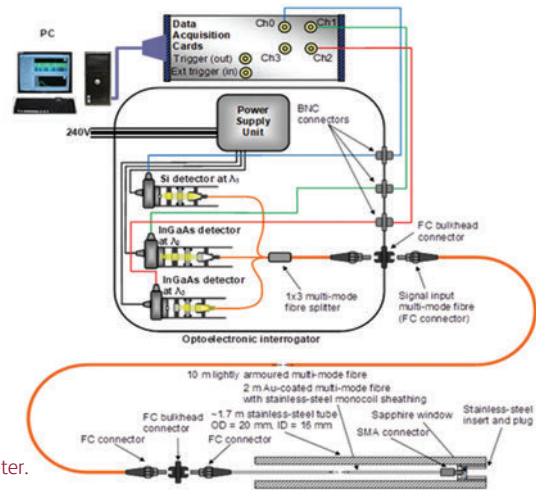 PC
Data
Acquisition
Cards
Trigger (out)
Ext trigger (in)
Ch0
Ch1
Ch3
Ch2
240V
Power
Supply
Unit
BNC
connectors
Si detector at λ₁
InGaAs detector
at λ₂
InGaAs detector
at λ₃
1x3 multi-mode
fibre splitter
FC bulkhead
connector
Signal input
multi-mode fibre
(FC connector)
Optoelectronic interrogator
10 m lightly armoured multi-mode fibre
2 m Au-coated multi-mode fibre
with stainless-steel monocoil sheathing
~1.7 m stainless-steel tube
OD = 20 mm, ID = 16 mm
Sapphire window
SMA connector
Stainless-steel
insert and plug
FC connector
FC bulkhead
connector
FC connector